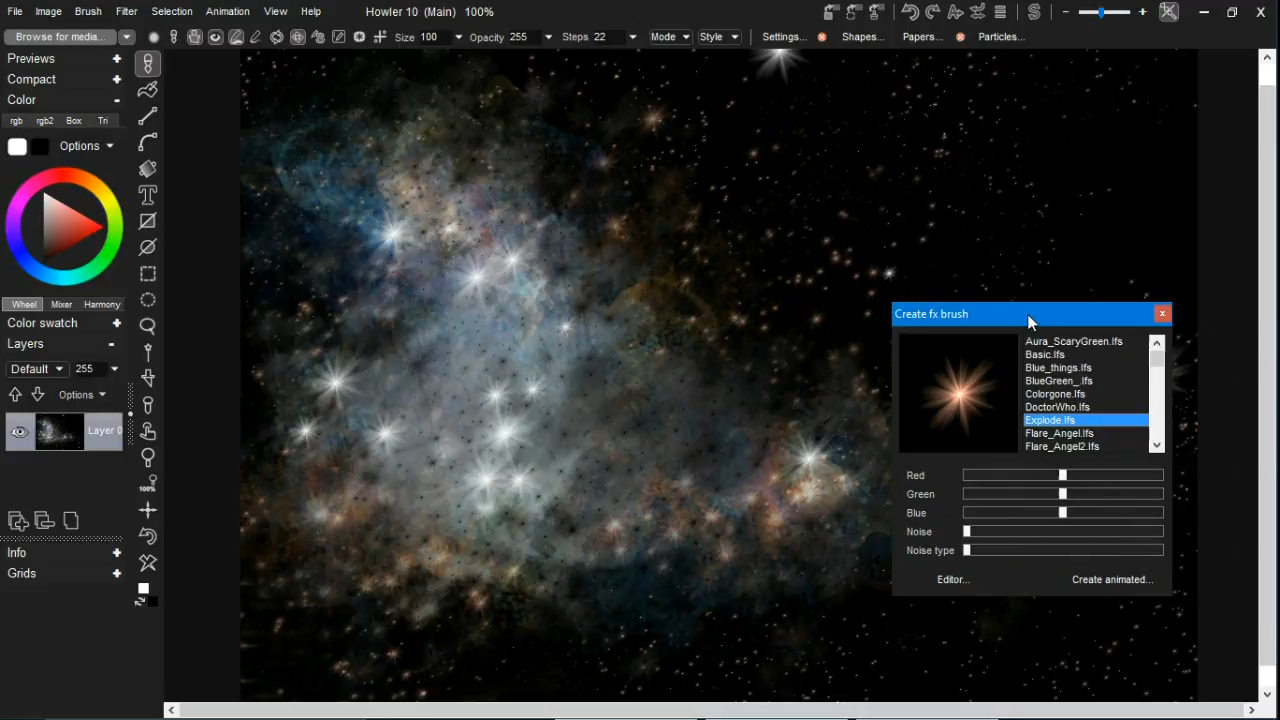 File Image Brush Filter Selection Animation View Help Howler 10 (Main) 100%
Browse for media... Size 100 Opacity 255 Steps 22 Mode Style Settings... Shapes... Papers... Particles...
Previews
Compact
Color
rgb rgb2 Box Tri
Options
Wheel Mixer Harmony
Color swatch
Layers
Default 255
Options
Layer 0
100%
Info
Grids
Create fx brush
Aura_ScaryGreen.lfs
Basic.lfs
Blue_things.lfs
BlueGreen_.lfs
Colorgone.lfs
DoctorWho.lfs
Explode.lfs
Flare_Angel.lfs
Flare_Angel2.lfs
Red
Green
Blue
Noise
Noise type
Editor... Create animated...